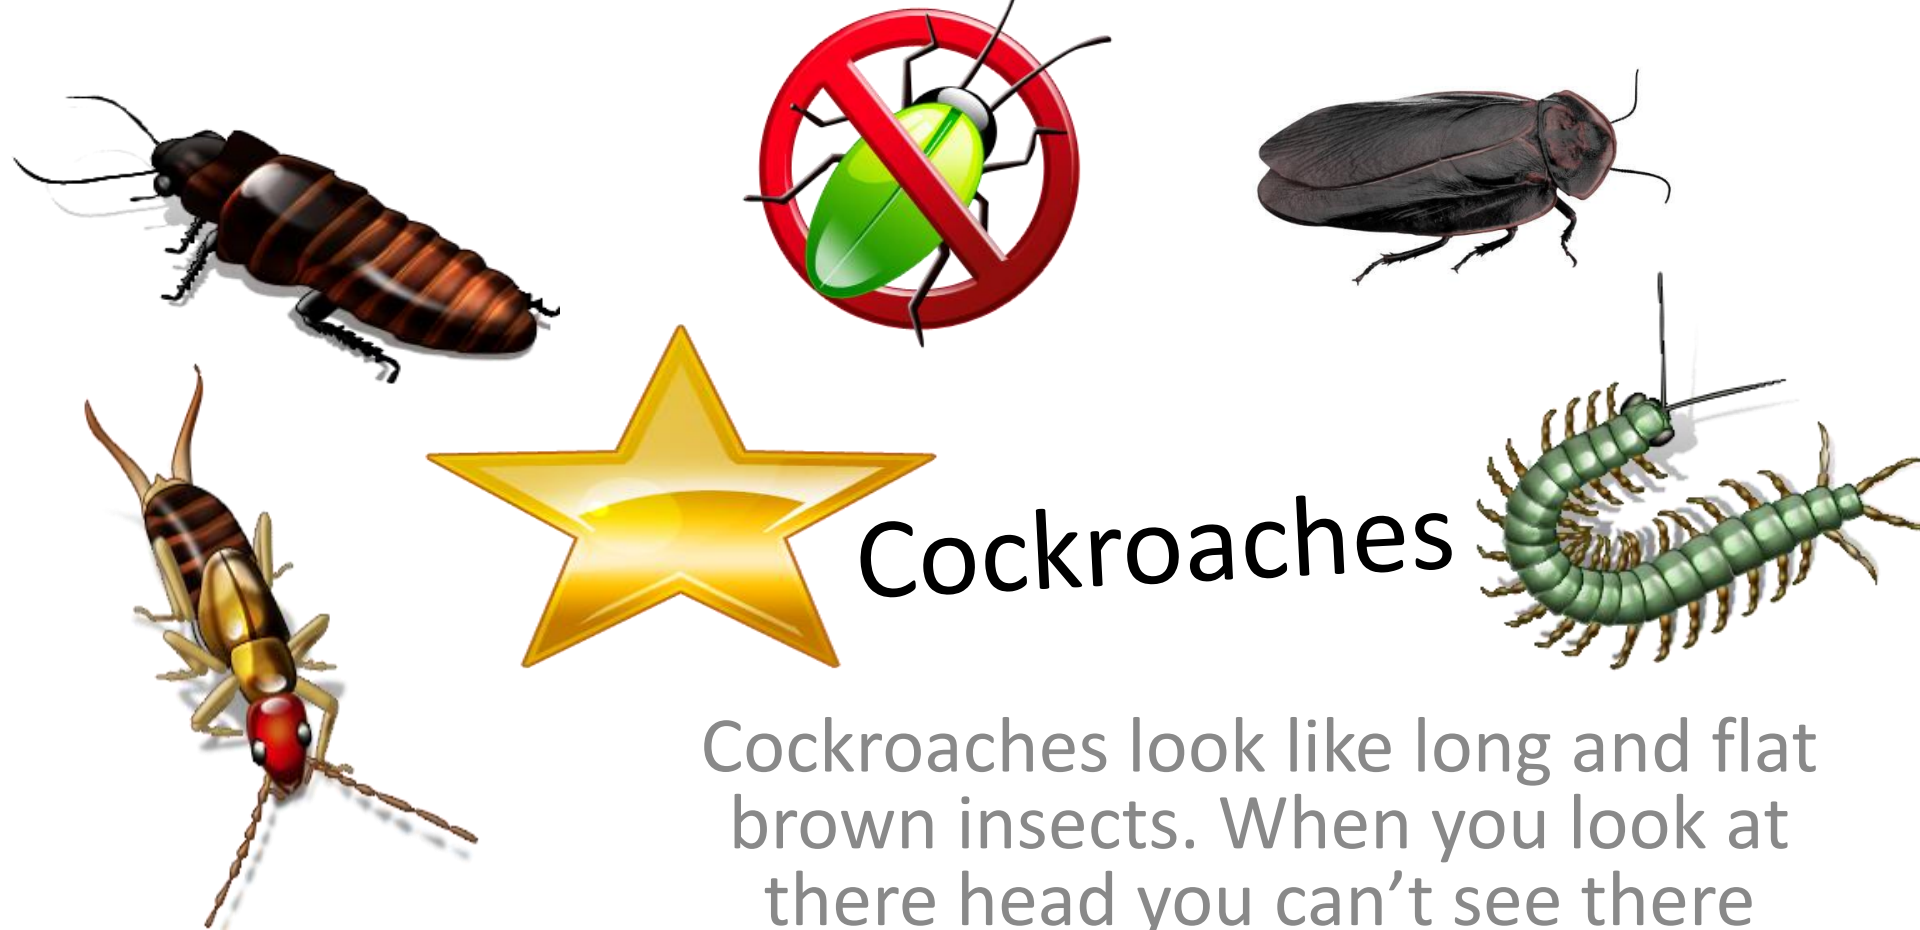 Cockroaches
Cockroaches look like long and flat
brown insects. When you look at
there head you can’t see there